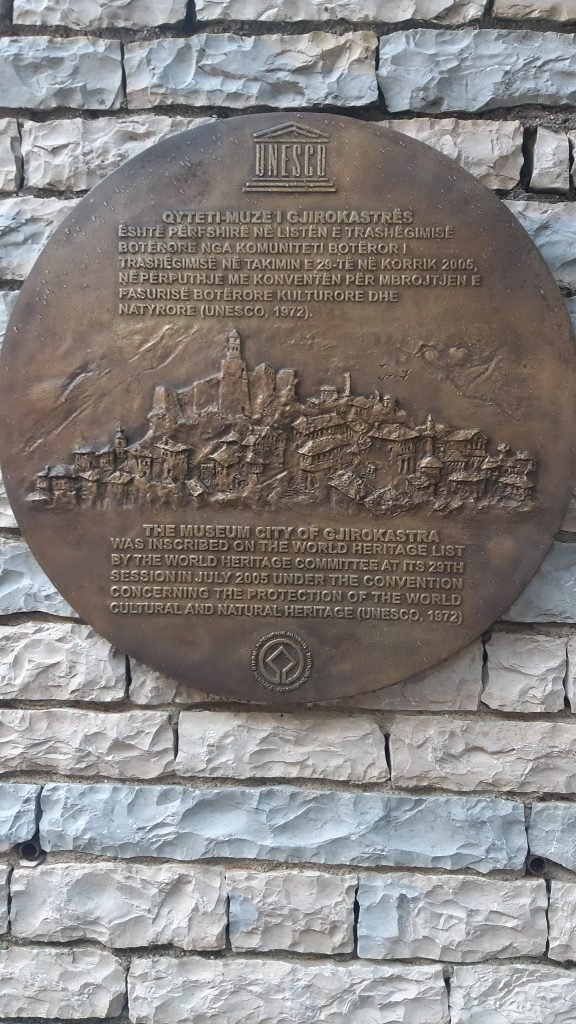 UNESCO
QYTETI-MUZE I GJIROKASTRËS
ËSHTË PËRFSHIRË NË LISTËN E TRASHËGIMISË
BOTËRORE NGA KOMUNITETI BOTËROR I
TRASHËGIMISË NË TAKIMIN E 29-TË NË KORRIK 2005,
NËPËRPUTHJE ME KONVENTËN PËR MBROJTJEN E
PASURISË BOTËRORE KULTURORE DHE
NATYRORE (UNESCO, 1972).
THE MUSEUM CITY OF GJIROKASTRA
WAS INSCRIBED ON THE WORLD HERITAGE LIST
BY THE WORLD HERITAGE COMMITTEE AT ITS 29TH
SESSION IN JULY 2005 UNDER THE CONVENTION
CONCERNING THE PROTECTION OF THE WORLD
CULTURAL AND NATURAL HERITAGE (UNESCO, 1972)